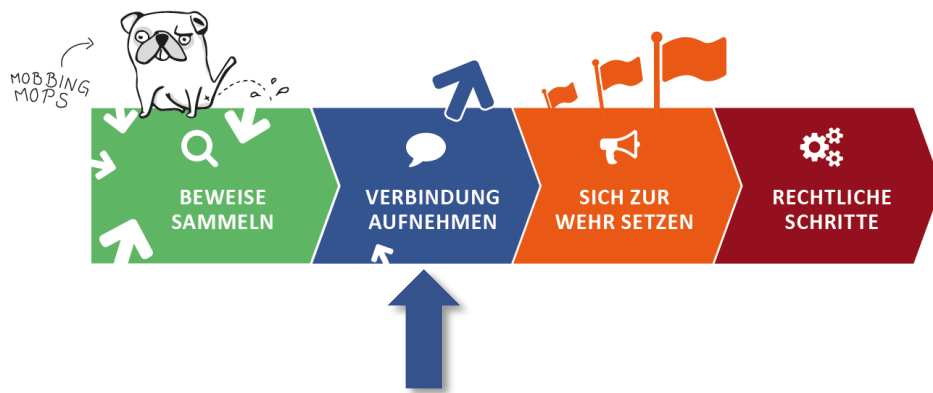 MOBBING
MOPS
BEWEISE
SAMMELN
VERBINDUNG
AUFNEHMEN
SICH ZUR
WEHR SETZEN
RECHTLICHE
SCHRITTE